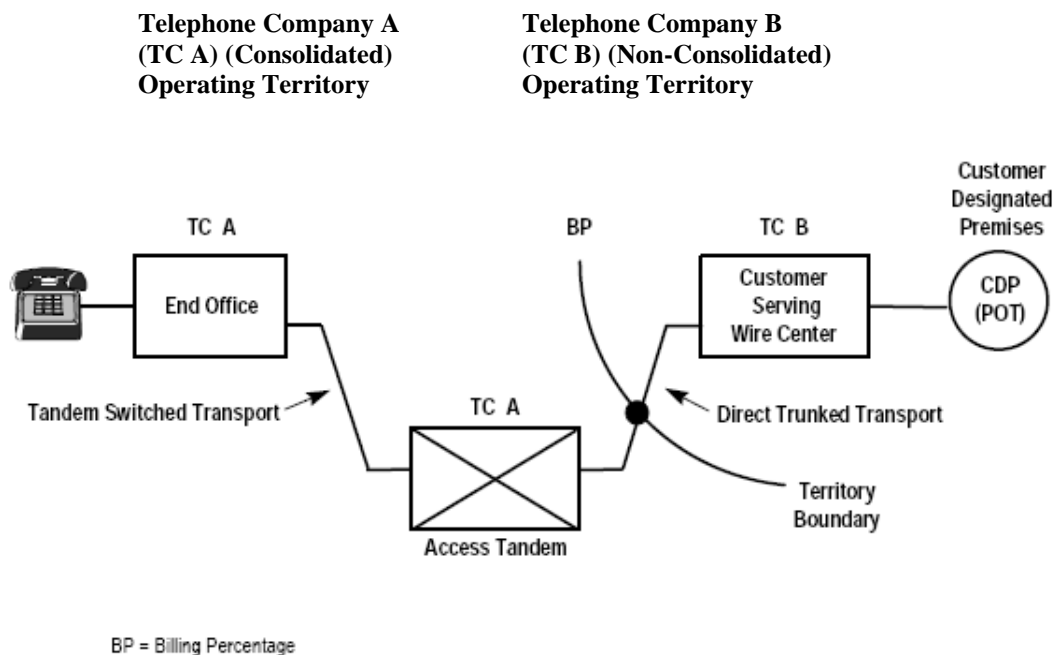 Telephone Company A
(TC A) (Consolidated)
Operating Territory
Telephone Company B
(TC B) (Non-Consolidated)
Operating Territory
Customer
Designated
Premises
TC A
BP
TC B
End Office
Customer
Serving
Wire Center
CDP
(POT)
Tandem Switched Transport
TC A
Direct Trunked Transport
Territory
Boundary
Access Tandem
BP = Billing Percentage